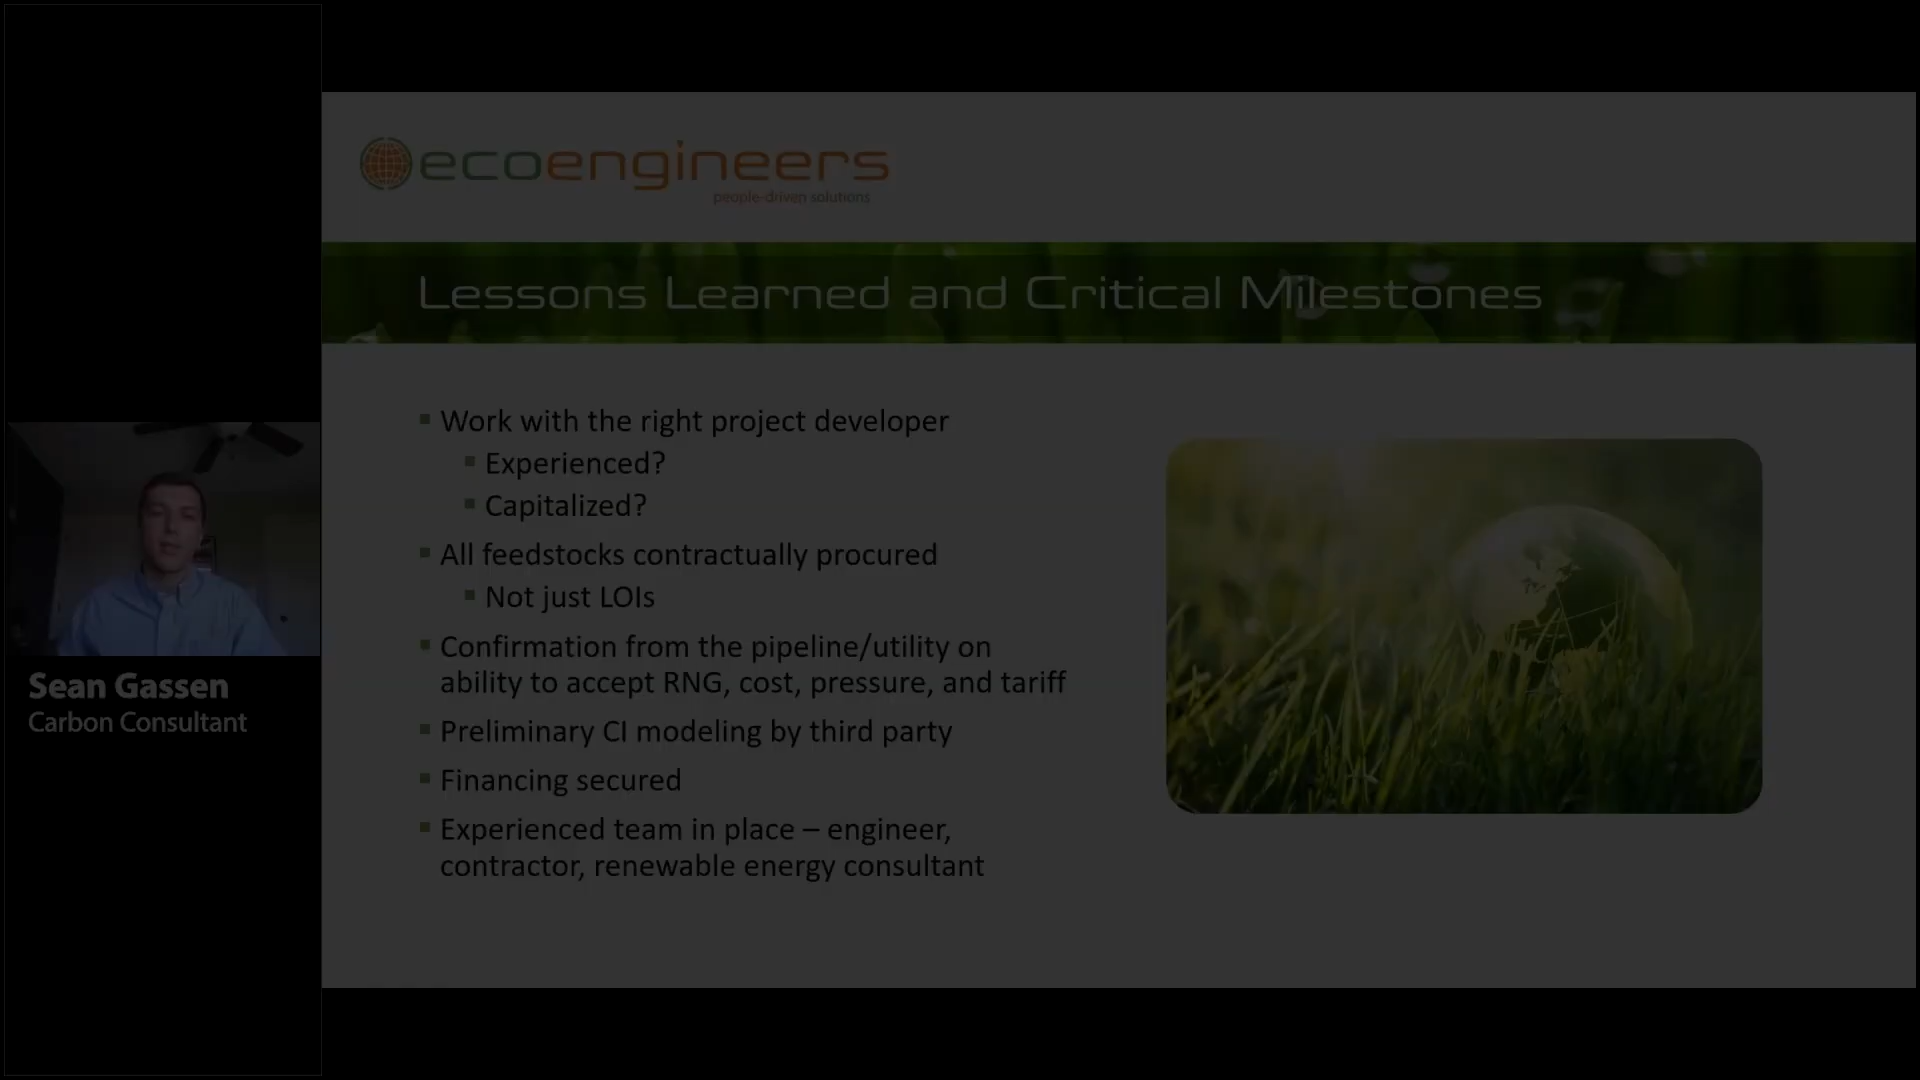 ecoengineers
people-driven solutions
Lessons Learned and Critical Milestones
▪ Work with the right project developer
▪ Experienced?
▪ Capitalized?
▪ All feedstocks contractually procured
▪ Not just LOIs
▪ Confirmation from the pipeline/utility on
ability to accept RNG, cost, pressure, and tariff
▪ Preliminary CI modeling by third party
▪ Financing secured
▪ Experienced team in place – engineer,
contractor, renewable energy consultant
Sean Gassen
Carbon Consultant